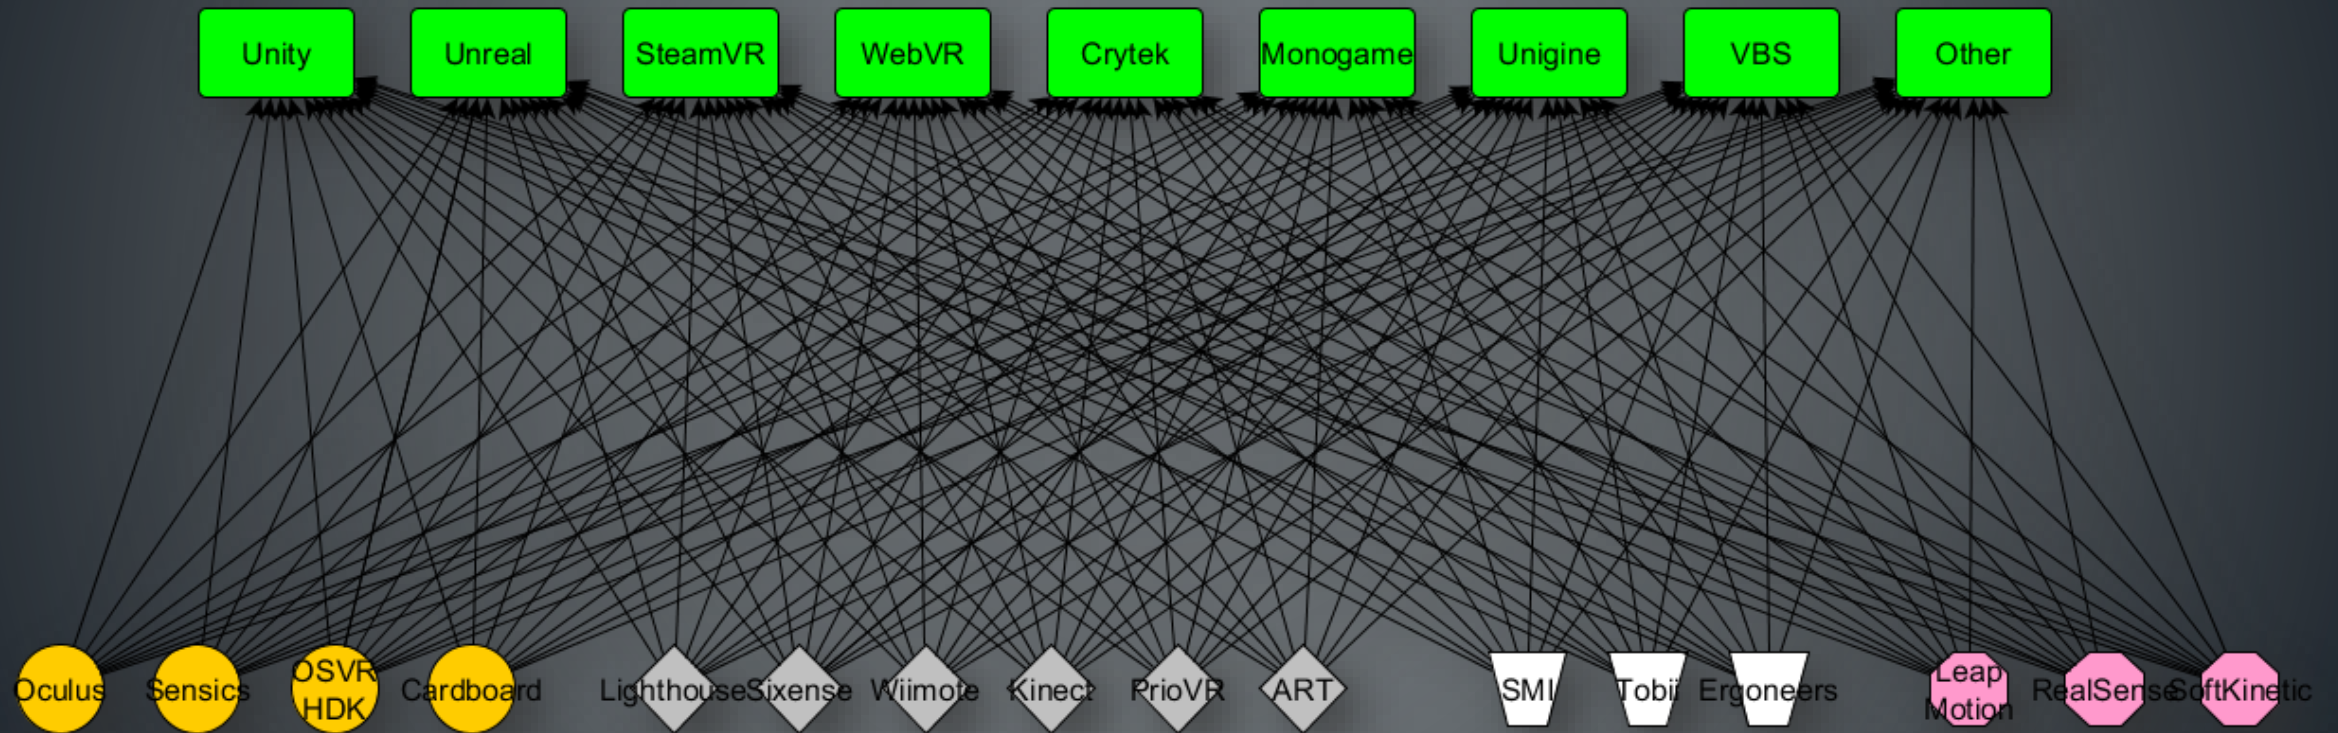 Unity
Unreal
SteamVR
WebVR
Crytek
Monogame
Unigine
VBS
Other
Oculus
Sensics
OSVR
HDK
Cardboard
Lighthouse
Sixense
Wiimote
Kinect
PrioVR
ART
SMI
Tobii
Ergoneers
Leap
Motion
RealSense
SoftKinetic